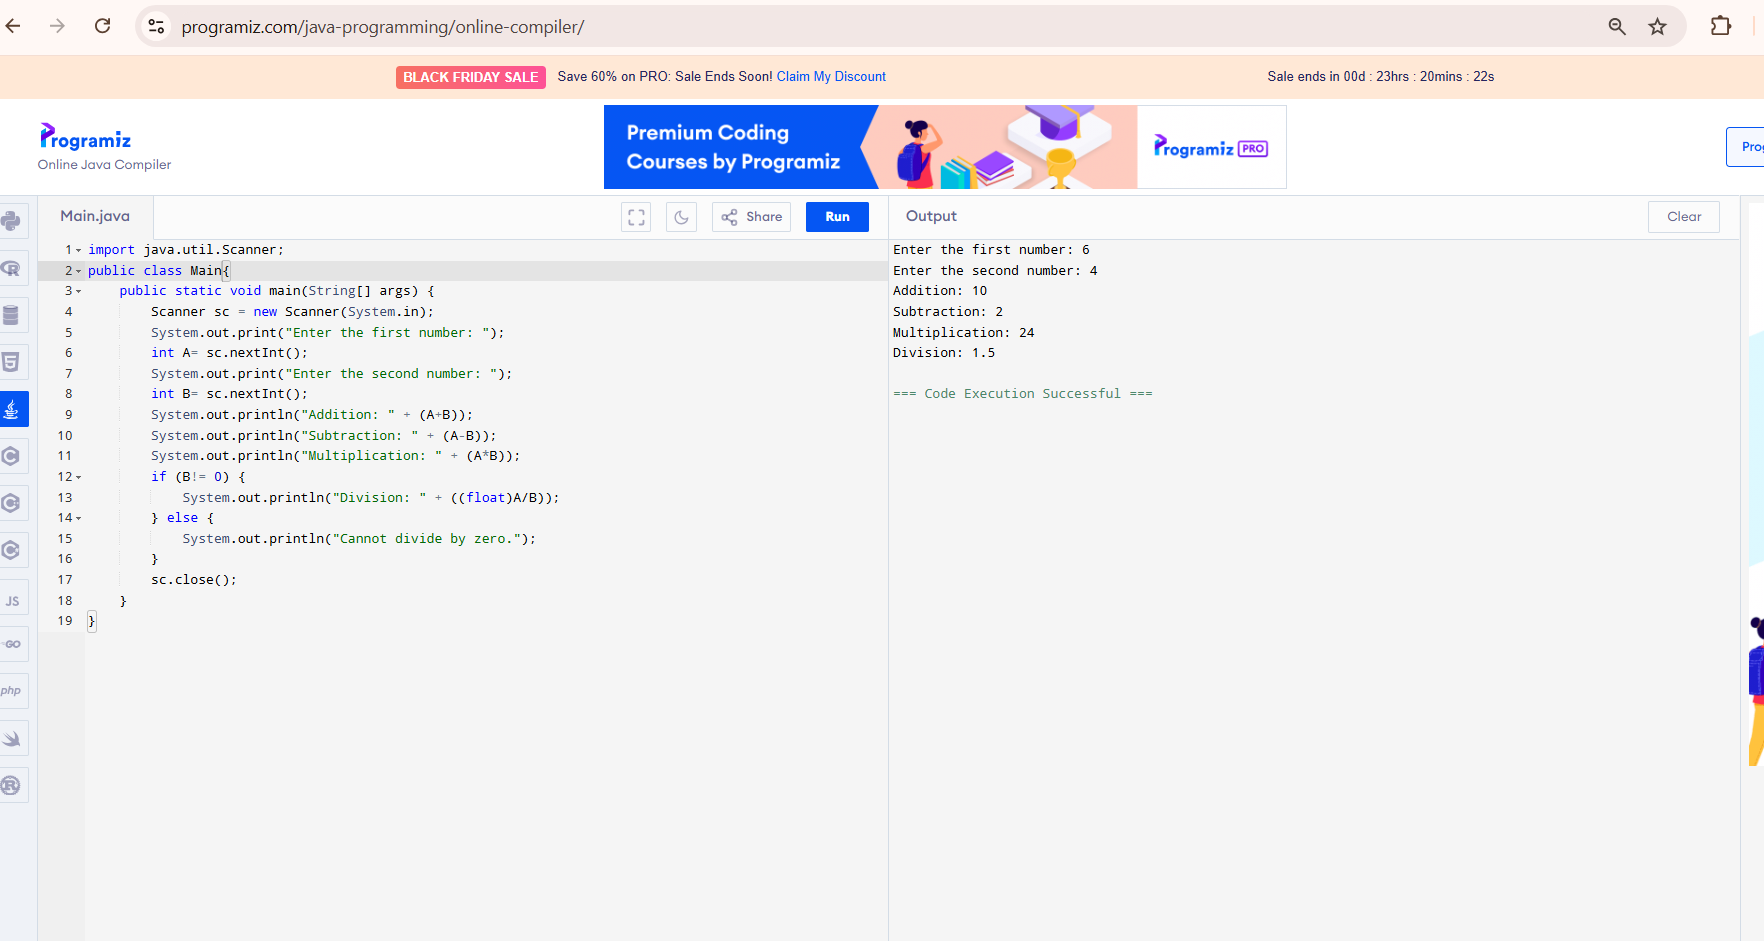 programiz.com/java-programming/online-compiler/
BLACK FRIDAY SALE Save 60% on PRO: Sale Ends Soon! Claim My Discount Sale ends in 00d : 23hrs : 20mins : 22s
Programiz
Online Java Compiler
Premium Coding
Courses by Programiz
Programiz PRO
Main.java
Share
Run
1 import java.util.Scanner;
2 public class Main{
3     public static void main(String[] args) {
4         Scanner sc = new Scanner(System.in);
5         System.out.print("Enter the first number: ");
6         int A= sc.nextInt();
7         System.out.print("Enter the second number: ");
8         int B= sc.nextInt();
9         System.out.println("Addition: " + (A+B));
10         System.out.println("Subtraction: " + (A-B));
11         System.out.println("Multiplication: " + (A*B));
12         if (B!= 0) {
13             System.out.println("Division: " + ((float)A/B));
14         } else {
15             System.out.println("Cannot divide by zero.");
16         }
17         sc.close();
18     }
19 }
Output
Clear
Enter the first number: 6
Enter the second number: 4
Addition: 10
Subtraction: 2
Multiplication: 24
Division: 1.5
=== Code Execution Successful ===
JS
GO
php